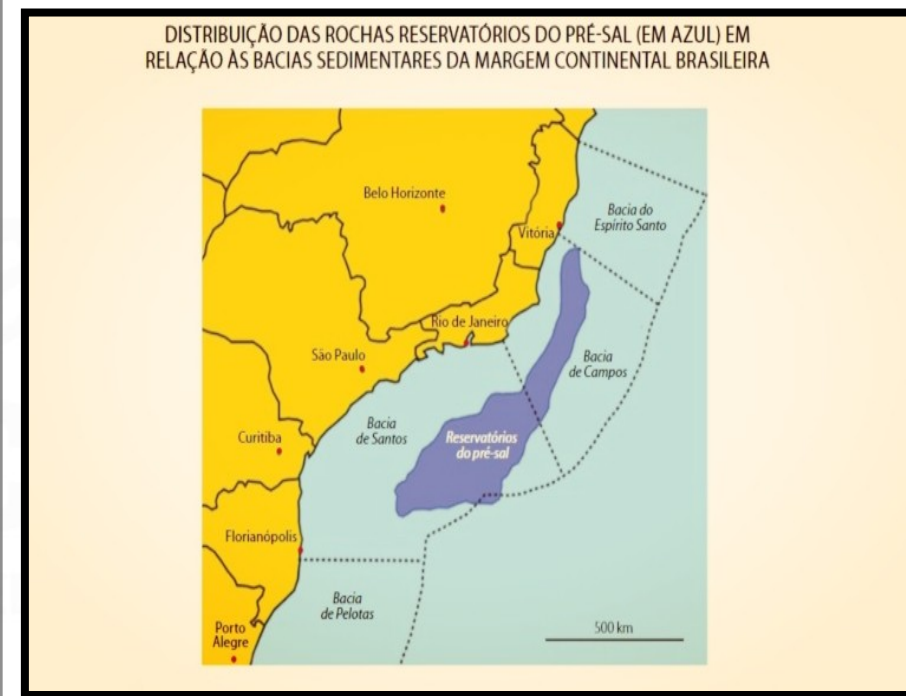 DISTRIBUIÇÃO DAS ROCHAS RESERVATÓRIOS DO PRÉ-SAL (EM AZUL) EM
RELAÇÃO ÀS BACIAS SEDIMENTARES DA MARGEM CONTINENTAL BRASILEIRA
Belo Horizonte
Bacia do
Espírito Santo
Vitória
Rio de Janeiro
São Paulo
Bacia
de Campos
Bacia
de Santos
Curitiba
Reservatórios
do pré-sal
Florianópolis
Bacia
de Pelotas
Porto
Alegre
500 km